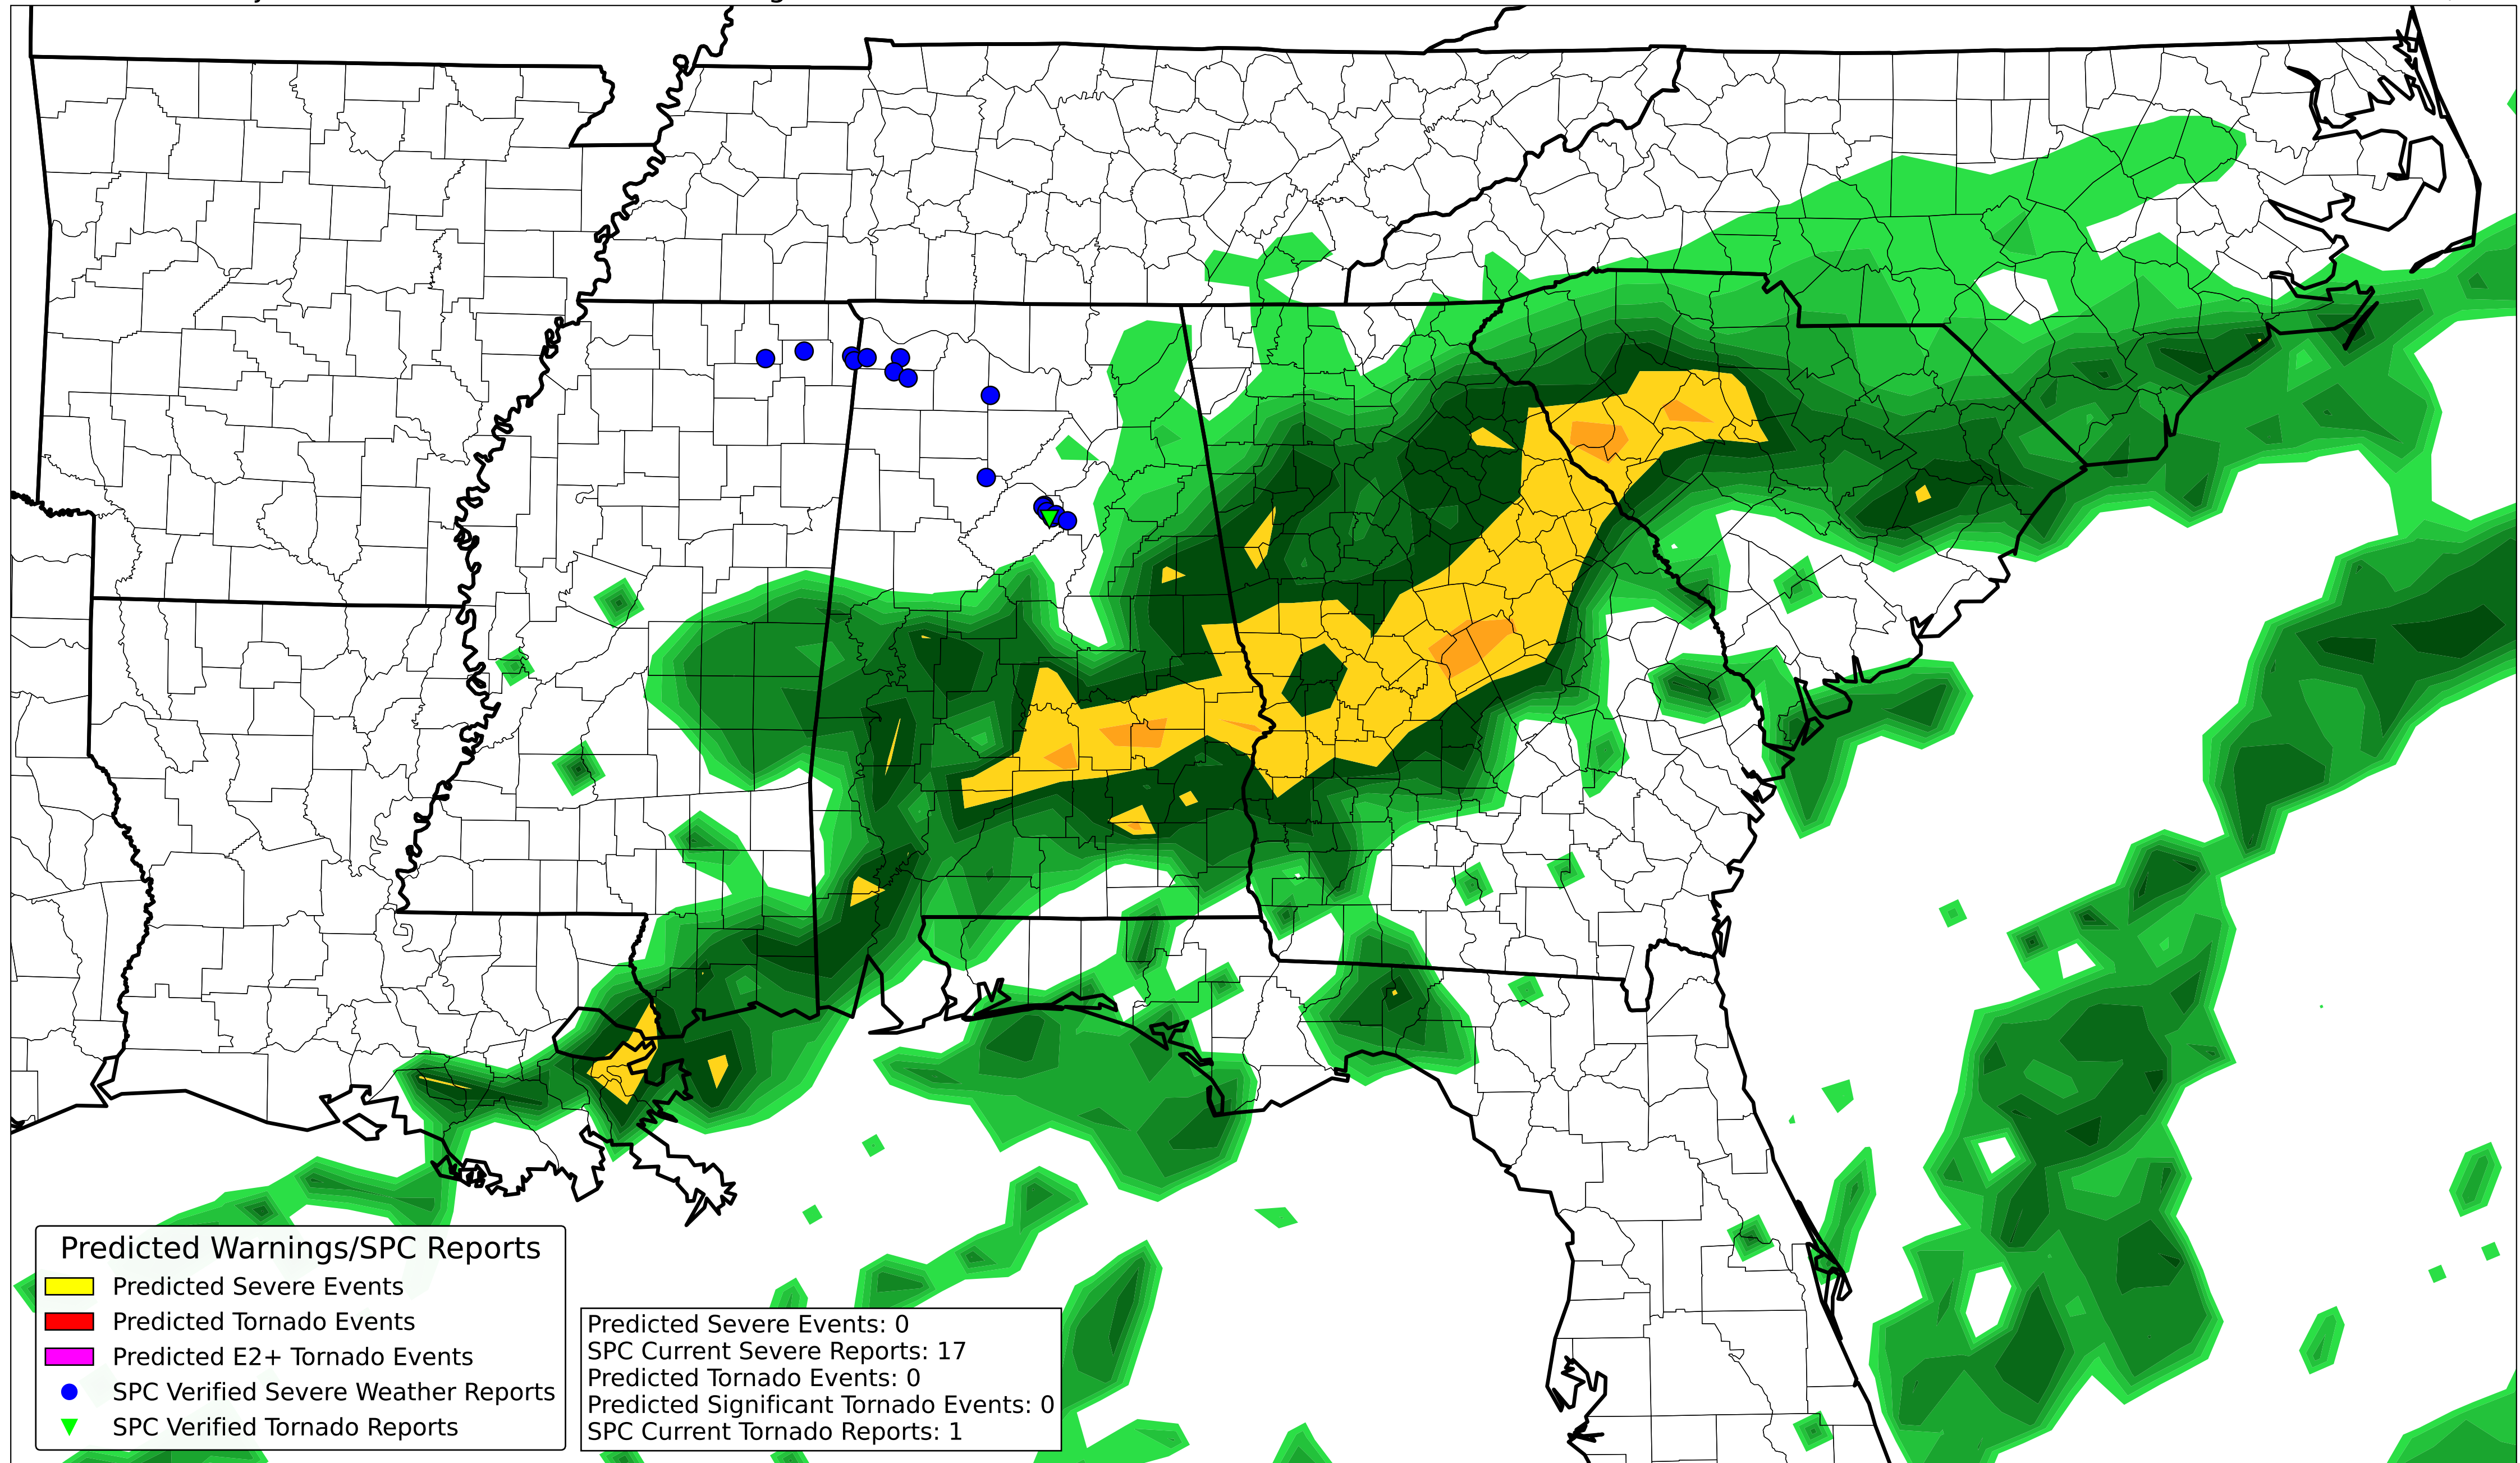 Predicted Warnings/SPC Reports
Predicted Severe Events
Predicted Tornado Events
Predicted E2+ Tornado Events
SPC Verified Severe Weather Reports
SPC Verified Tornado Reports
Predicted Severe Events: 0
SPC Current Severe Reports: 17
Predicted Tornado Events: 0
Predicted Significant Tornado Events: 0
SPC Current Tornado Reports: 1